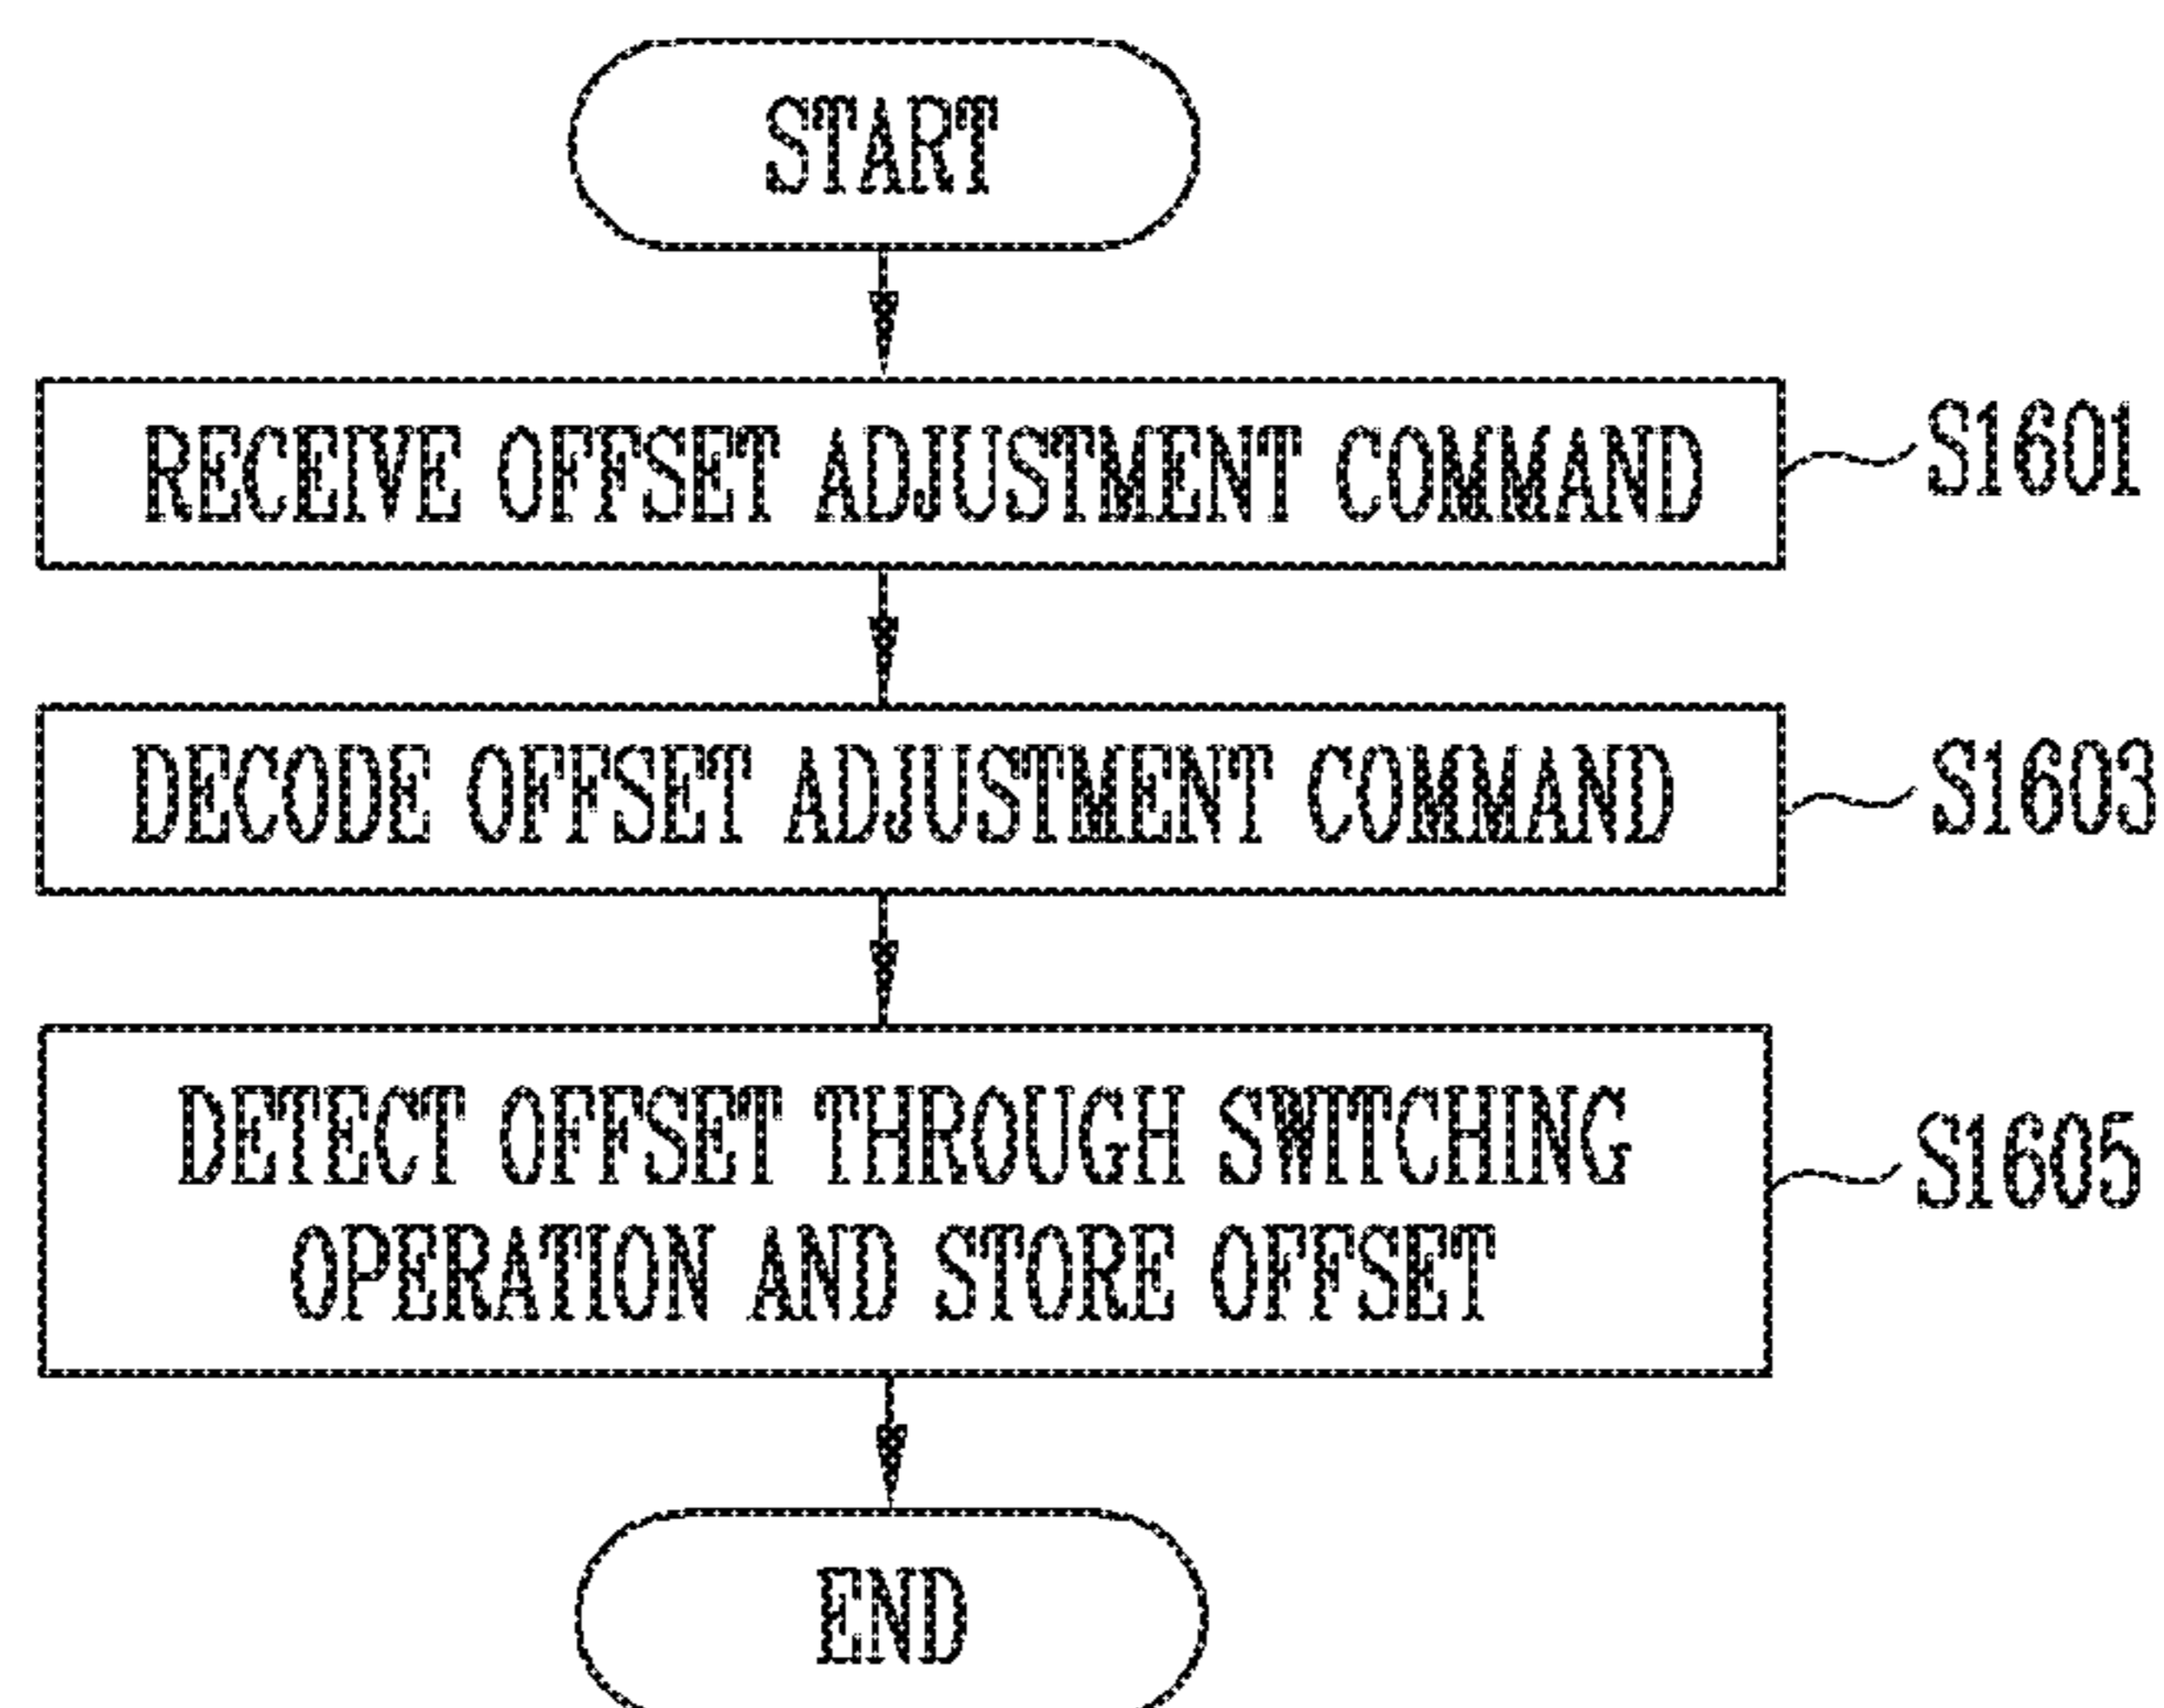 START
RECEIVE OFFSET ADJUSTMENT COMMAND
S1601
DECODE OFFSET ADJUSTMENT COMMAND
S1603
DETECT OFFSET THROUGH SWITCHING
OPERATION AND STORE OFFSET
S1605
END